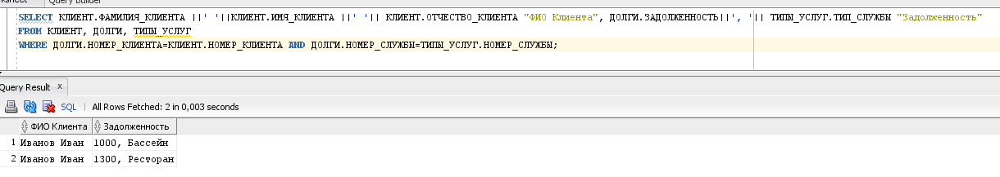 Query Builder
SELECT КЛИЕНТ.ФАМИЛИЯ_КЛИЕНТА ||' '||КЛИЕНТ.ИМЯ_КЛИЕНТА ||' '|| КЛИЕНТ.ОТЧЕСТВО_КЛИЕНТА "ФИО Клиента", ДОЛГИ.ЗАДОЛЖЕННОСТЬ||', '|| ТИПЫ_УСЛУГ.ТИП_СЛУЖБЫ "Задолженность"
FROM КЛИЕНТ, ДОЛГИ, ТИПЫ_УСЛУГ
WHERE ДОЛГИ.НОМЕР_КЛИЕНТА=КЛИЕНТ.НОМЕР_КЛИЕНТА AND ДОЛГИ.НОМЕР_СЛУЖБЫ=ТИПЫ_УСЛУГ.НОМЕР_СЛУЖБЫ;
Query Result x
SQL | All Rows Fetched: 2 in 0,003 seconds
ФИО Клиента Задолженность
1 Иванов Иван 1000, Бассейн
2 Иванов Иван 1300, Ресторан